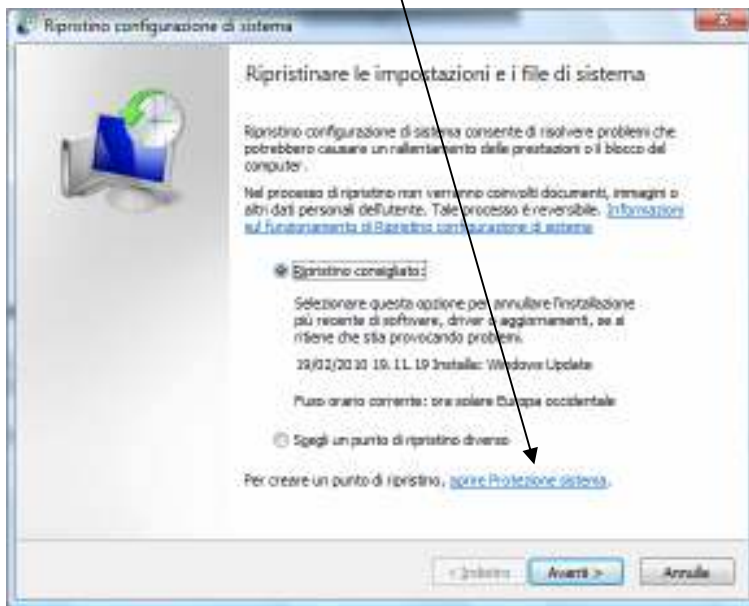 Ripristino configurazione di sistema
Ripristinare le impostazioni e i file di sistema
Ripristino configurazione di sistema consente di risolvere problemi che
potrebbero causare un rallentamento delle prestazioni o il blocco del
computer.
Nel processo di ripristino non verranno coinvolti documenti, immagini o
altri dati personali dell'utente. Tale processo è reversibile. Informazioni
sul funzionamento di Ripristino configurazione di sistema
Ripristino consigliato:
Selezionare questa opzione per annullare l'installazione
più recente di software, driver o aggiornamenti, se si
ritiene che stia provocando problemi.
19/02/2010 19.11.19 Installa: Windows Update
Fuso orario corrente: ora solare Europa occidentale
Scegli un punto di ripristino diverso
Per creare un punto di ripristino, aprire Protezione sistema.
< Indietro
Avanti >
Annulla